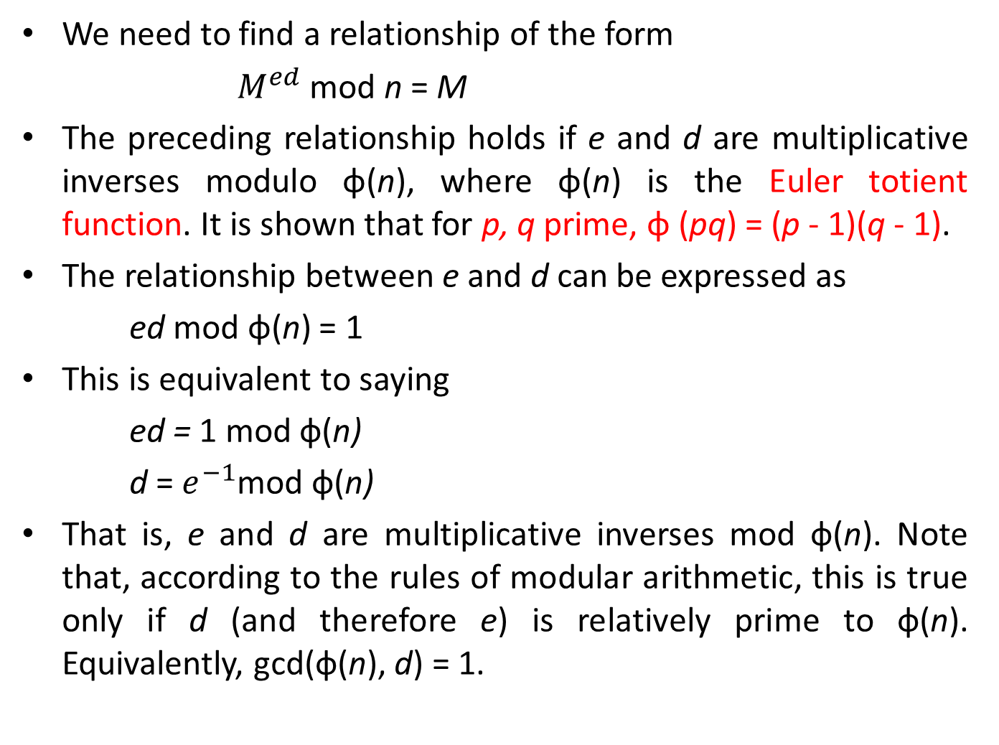 • We need to find a relationship of the form
M^{ed} mod n = M
• The preceding relationship holds if e and d are multiplicative
inverses modulo ϕ(n), where ϕ(n) is the Euler totient
function. It is shown that for p, q prime, ϕ (pq) = (p - 1)(q - 1).
• The relationship between e and d can be expressed as
ed mod ϕ(n) = 1
• This is equivalent to saying
ed = 1 mod ϕ(n)
d = e^{−1}mod ϕ(n)
• That is, e and d are multiplicative inverses mod ϕ(n). Note
that, according to the rules of modular arithmetic, this is true
only if d (and therefore e) is relatively prime to ϕ(n).
Equivalently, gcd(ϕ(n), d) = 1.